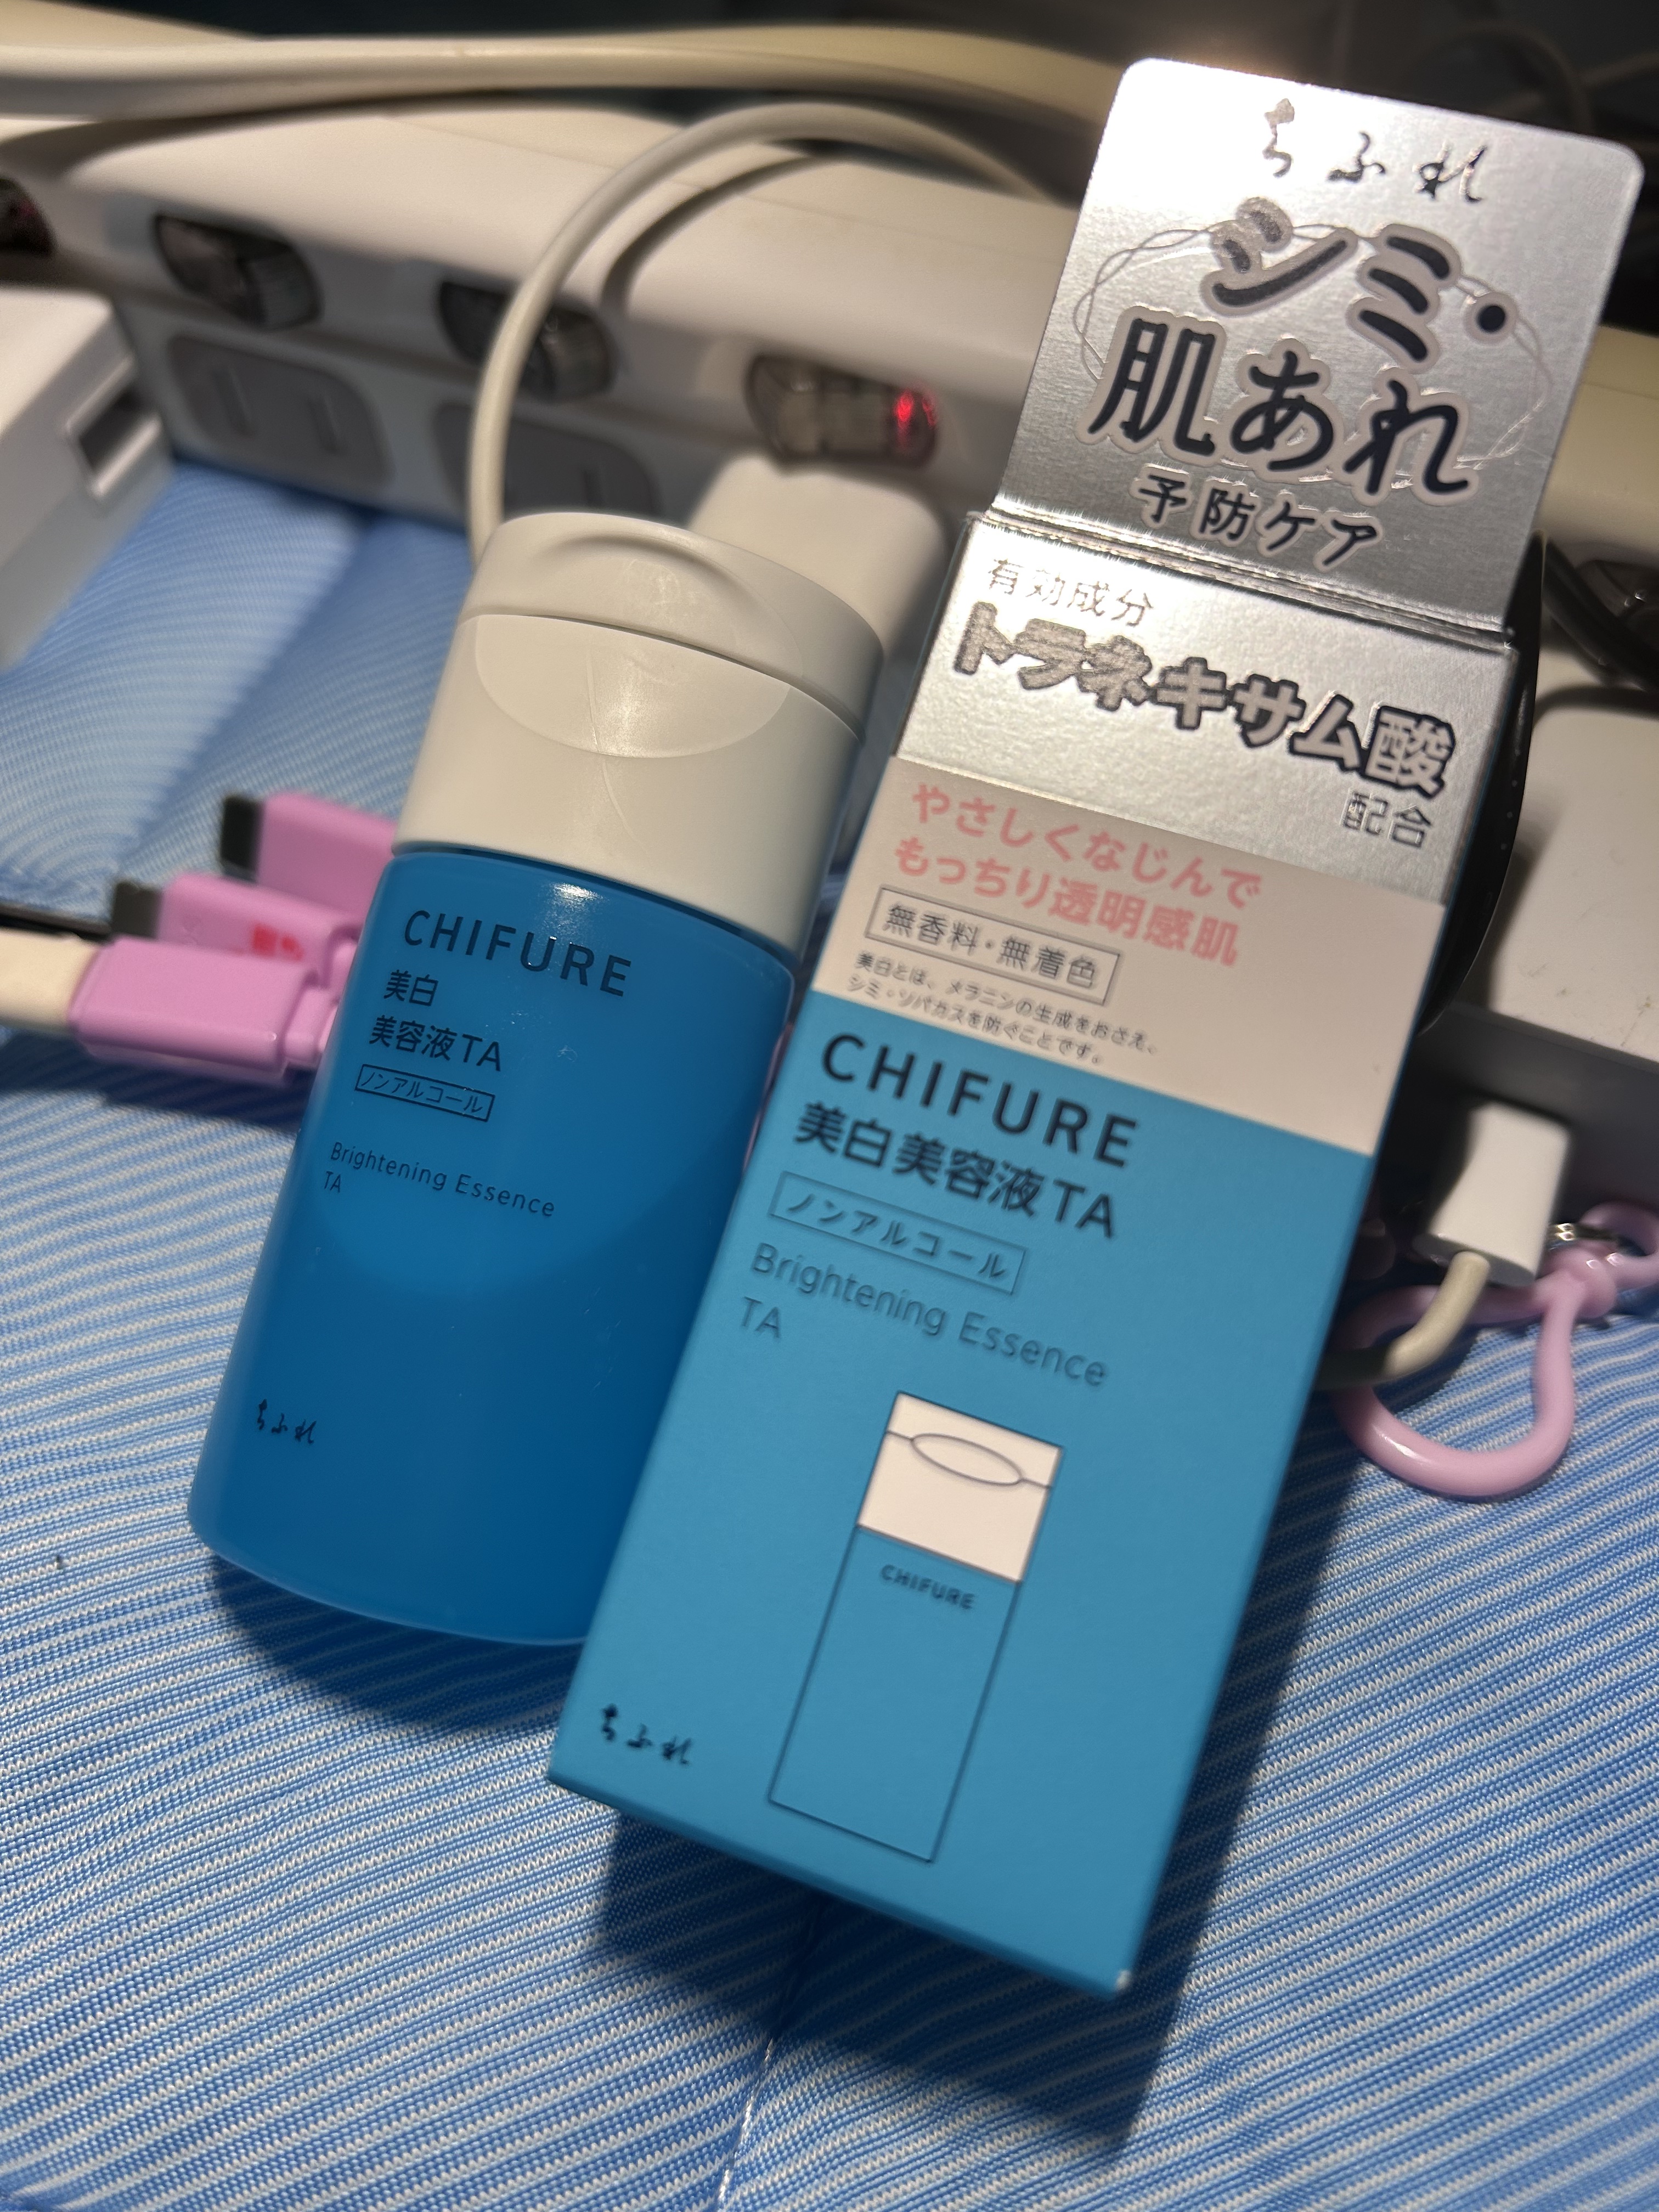 CHIFURE
美白
美容液TA
ノンアルコール
Brightening Essence
TA
ちふれ
ちふれ
シミ・
肌あれ
予防ケア
有効成分
トラネキサム酸
配合
やさしくなじんで
もっちり透明感肌
無香料・無着色
美白とは、メラニンの生成をおさえ、
シミ・ソバカスを防ぐことです。
CHIFURE
美白美容液TA
ノンアルコール
Brightening Essence
TA
CHIFURE
ちふれ